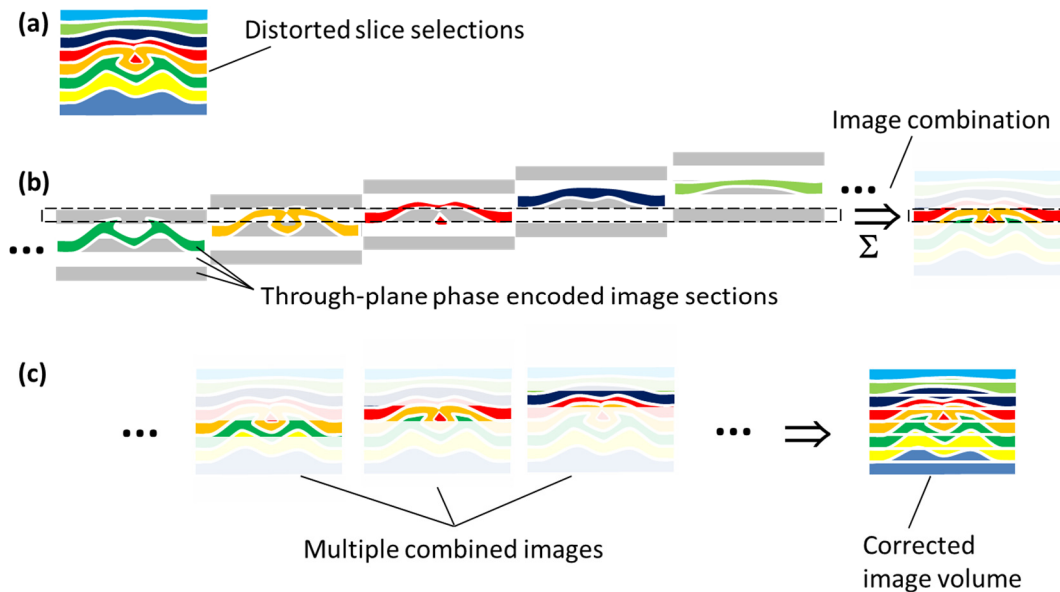 (a)
Distorted slice selections
Image combination
(b)
...
...
Σ
Through-plane phase encoded image sections
(c)
...
...
Multiple combined images
Corrected
image volume